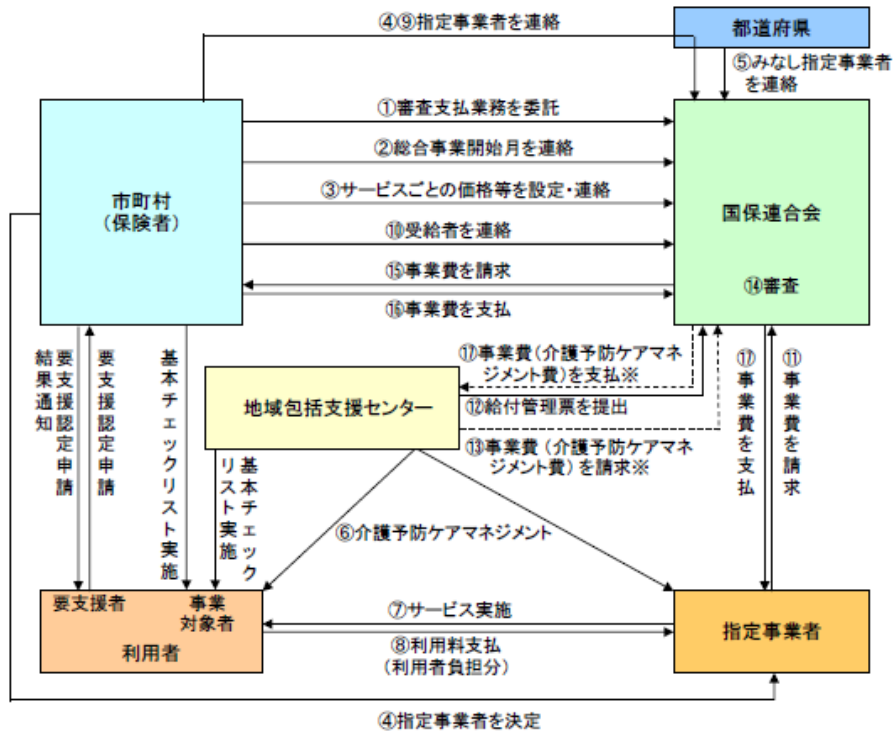 ④⑨指定事業者を連絡
都道府県
⑤みなし指定事業者
を連絡
①審査支払業務を委託
②総合事業開始月を連絡
③サービスごとの価格等を設定・連絡
市町村
（保険者）
国保連合会
⑩受給者を連絡
⑮事業費を請求
⑭審査
⑯事業費を支払
要支援認定申請
結果通知
要支援認定申請
基本チェックリスト実施
⑰事業費（介護予防ケアマネ
ジメント費）を支払※
地域包括支援センター
⑫給付管理票を提出
⑬事業費（介護予防ケアマネ
ジメント費）を請求※
⑰事業費を支払
⑪事業費を請求
基本チェック
リスト実施
⑥介護予防ケアマネジメント
要支援者
事業
対象者
利用者
⑦サービス実施
⑧利用料支払
（利用者負担分）
指定事業者
④指定事業者を決定